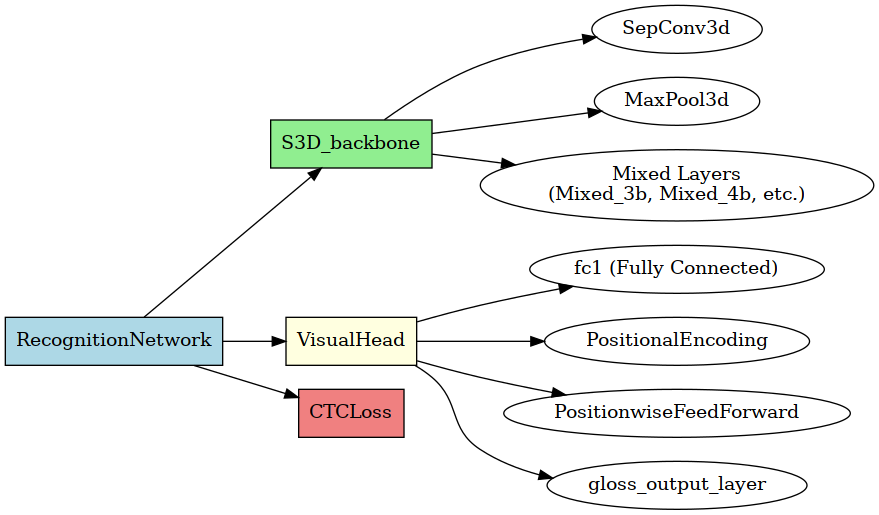 SepConv3d
MaxPool3d
S3D_backbone
Mixed Layers
(Mixed_3b, Mixed_4b, etc.)
fc1 (Fully Connected)
RecognitionNetwork
VisualHead
PositionalEncoding
CTCLoss
PositionwiseFeedForward
gloss_output_layer